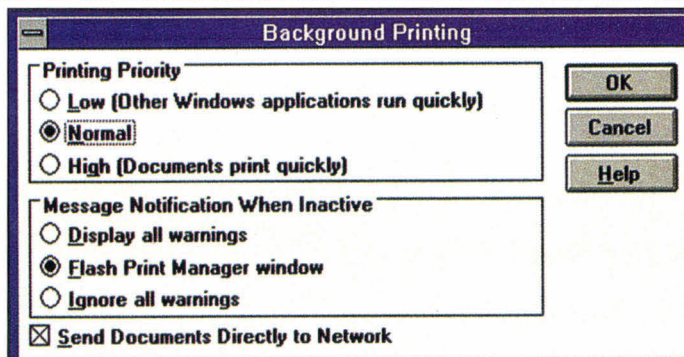 Background Printing
Printing Priority
Low (Other Windows applications run quickly)
Normal
High (Documents print quickly)
OK
Cancel
Help
Message Notification When Inactive
Display all warnings
Flash Print Manager window
Ignore all warnings
Send Documents Directly to Network